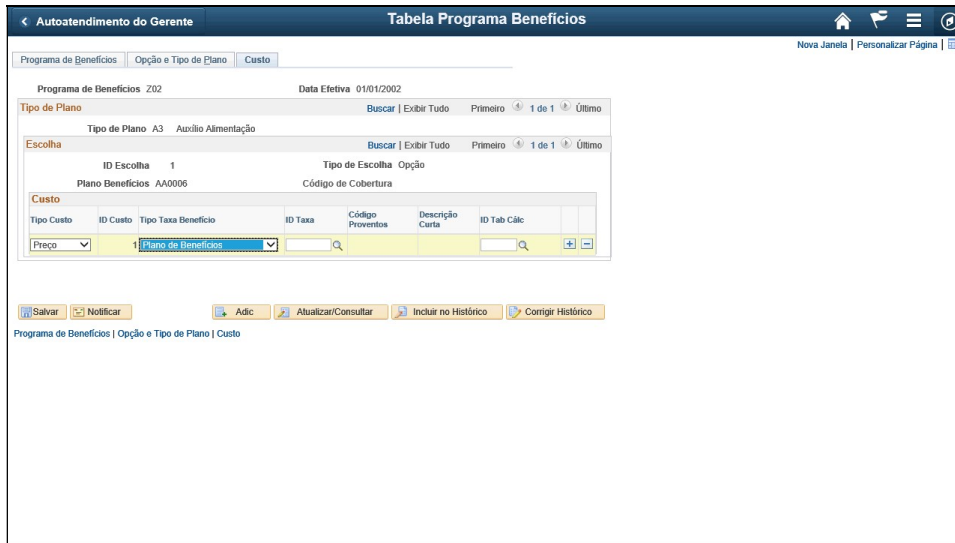 Autoatendimento do Gerente
Tabela Programa Benefícios
Nova Janela | Personalizar Página |
Programa de Benefícios
Opção e Tipo de Plano
Custo
Programa de Benefícios Z02 Data Efetiva 01/01/2002
Tipo de Plano Buscar | Exibir Tudo Primeiro 1 de 1 Último
Tipo de Plano A3 Auxílio Alimentação
Escolha Buscar | Exibir Tudo Primeiro 1 de 1 Último
ID Escolha 1 Tipo de Escolha Opção
Plano Benefícios AA0006 Código de Cobertura
Custo
Tipo Custo ID Custo Tipo Taxa Benefício ID Taxa Código Proventos Descrição Curta ID Tab Cálc
Preço 1 Plano de Benefícios
Salvar Notificar Adic Atualizar/Consultar Incluir no Histórico Corrigir Histórico
Programa de Benefícios | Opção e Tipo de Plano | Custo